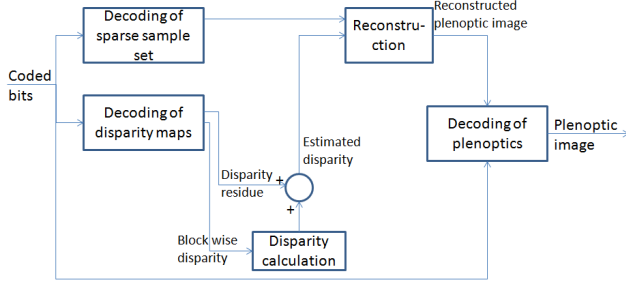 Reconstructed
plenoptic image
Decoding of
sparse sample
set
Reconstru-
ction
Coded
bits
Decoding of
disparity maps
Decoding of
plenoptics
Plenoptic
image
Estimated
disparity
Disparity
residue
+
+
Block wise
disparity
Disparity
calculation